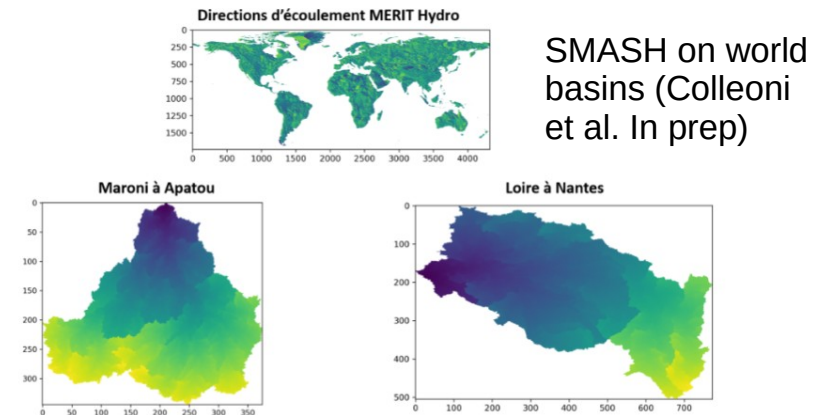 Directions d'écoulement MERIT Hydro
0
250
500
750
1000
1250
1500
0 500 1000 1500 2000 2500 3000 3500 4000
SMASH on world
basins (Colleoni
et al. In prep)
Maroni à Apatou
0
50
100
150
200
250
300
0 50 100 150 200 250 300 350
Loire à Nantes
0
100
200
300
400
500
0 100 200 300 400 500 600 700